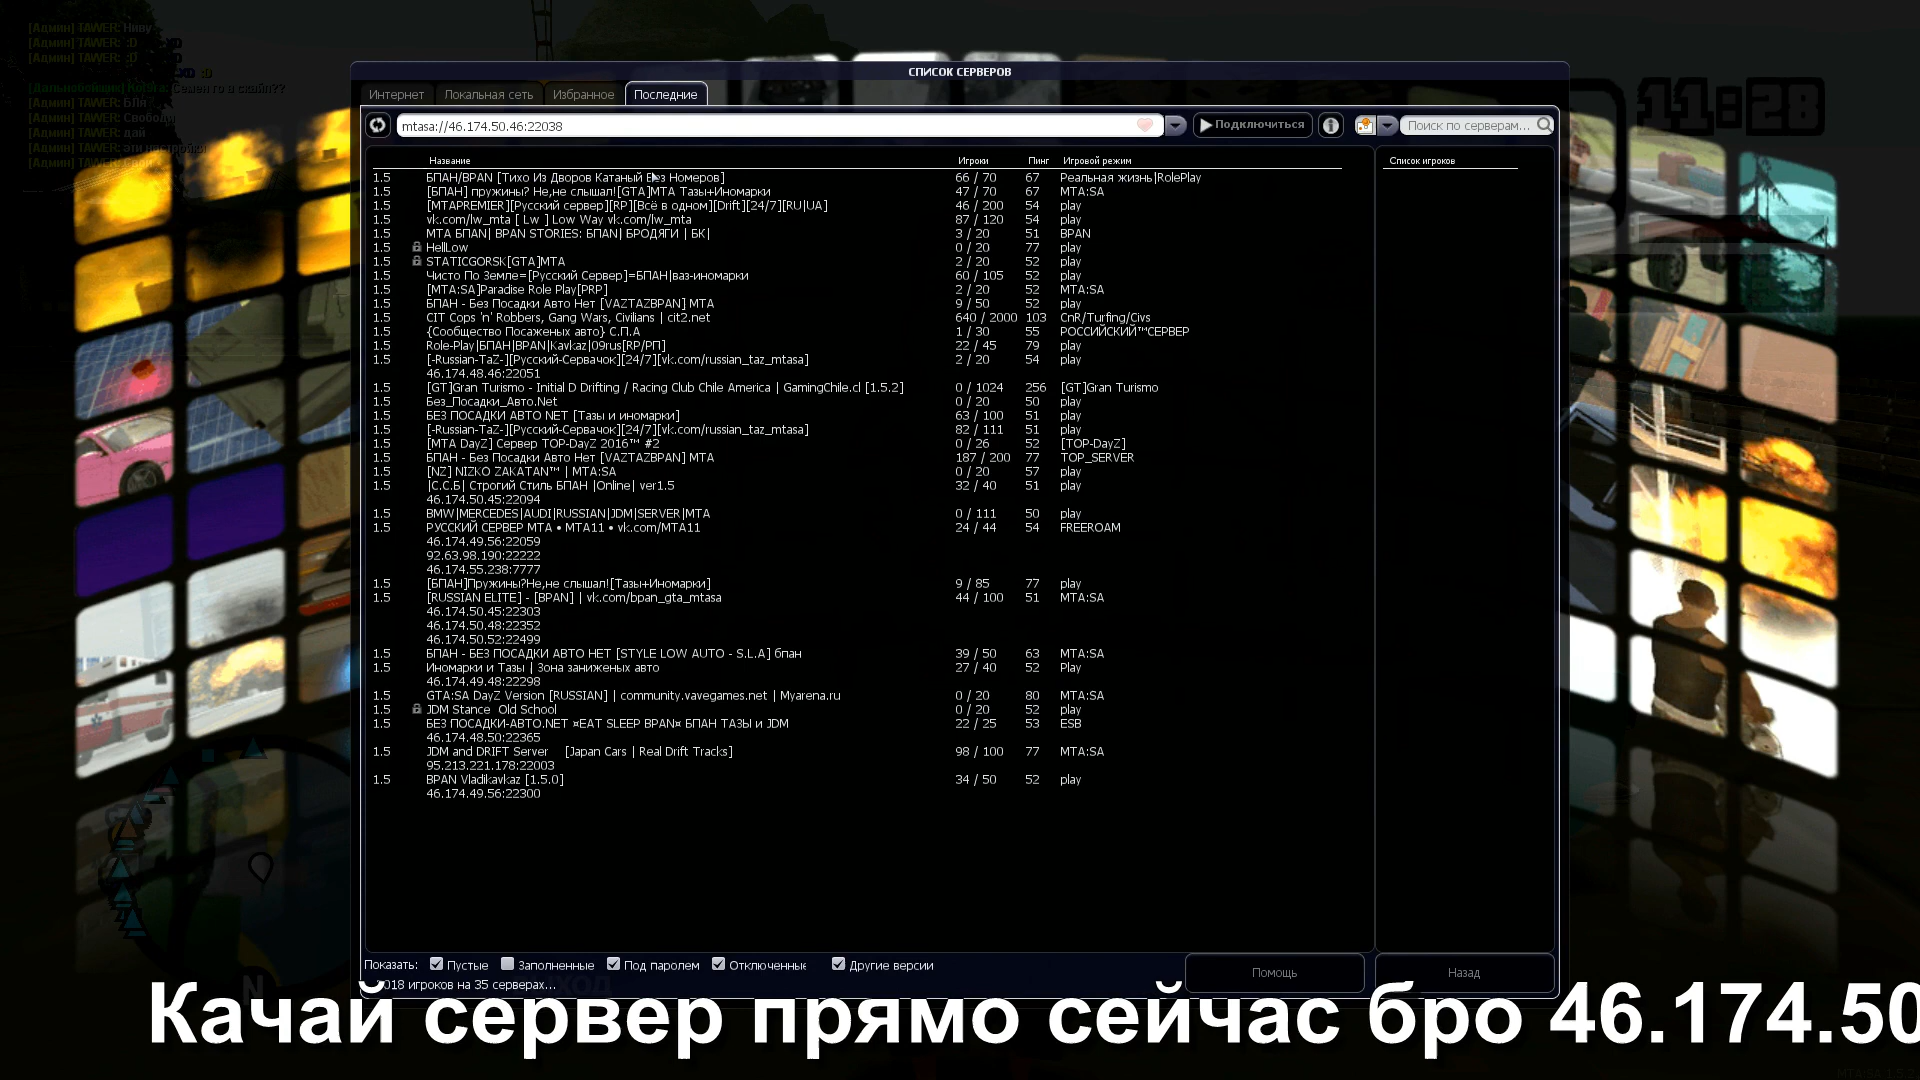 [Админ] TAWER: Ниву
[Админ] TAWER: :D
[Админ] TAWER: :D
[Админ] TAWER:
[Админ] TAWER: дай
[Админ] TAWER: эти настройки
11:28
СПИСОК СЕРВЕРОВ
Интернет Локальная сеть Избранное Последние
mtasa://46.174.50.46:22038 Подключиться Поиск по серверам...
Название Игроки Пинг Игровой режим Список игроков
1.5 БПАН/BPAN [Тихо Из Дворов Катаный Без Номеров] 66 / 70 67 Реальная жизнь|RolePlay
1.5 [БПАН] пружины? Не,не слышал![GTA]МТА Тазы+Иномарки 47 / 70 67 MTA:SA
1.5 [MTAPREMIER][Русский сервер][RP][Всё в одном][Drift][24/7][RU|UA] 46 / 200 54 play
1.5 vk.com/lw_mta [ Lw ] Low Way vk.com/lw_mta 87 / 120 54 play
1.5 МТА БПАН| BPAN STORIES: БПАН| БРОДЯГИ | БК| 3 / 20 51 BPAN
1.5 HellLow 0 / 20 77 play
1.5 STATICGORSK[GTA]MTA 2 / 20 52 play
1.5 Чисто По Земле=[Русский Сервер]=БПАН|ваз-иномарки 60 / 105 52 play
1.5 [MTA:SA]Paradise Role Play[PRP] 2 / 20 52 MTA:SA
1.5 БПАН - Без Посадки Авто Нет [VAZTAZBPAN] МТА 9 / 50 52 play
1.5 CIT Cops 'n' Robbers, Gang Wars, Civilians | cit2.net 640 / 2000 103 CnR/Turfing/Civs
1.5 {Сообщество Посаженых авто} С.П.А 1 / 30 55 РОССИЙСКИЙ™СЕРВЕР
1.5 Role-Play|БПАН|BPAN|Kavkaz|09rus[RP/РП] 22 / 45 79 play
1.5 [-Russian-TaZ-][Русский-Сервачок][24/7][vk.com/russian_taz_mtasa] 2 / 20 54 play
46.174.48.46:22051
1.5 [GT]Gran Turismo - Initial D Drifting / Racing Club Chile America | GamingChile.cl [1.5.2] 0 / 1024 256 [GT]Gran Turismo
1.5 Без_Посадки_Авто.Net 0 / 20 50 play
1.5 БЕЗ ПОСАДКИ АВТО NET [Тазы и иномарки] 63 / 100 51 play
1.5 [-Russian-TaZ-][Русский-Сервачок][24/7][vk.com/russian_taz_mtasa] 82 / 111 51 play
1.5 [MTA DayZ] Сервер TOP-DayZ 2016™ #2 0 / 26 52 [TOP-DayZ]
1.5 БПАН - Без Посадки Авто Нет [VAZTAZBPAN] МТА 187 / 200 77 TOP_SERVER
1.5 [NZ] NIZKO ZAKATAN™ | MTA:SA 0 / 20 57 play
1.5 |С.С.Б| Строгий Стиль БПАН |Online| ver1.5 32 / 40 51 play
46.174.50.45:22094
1.5 BMW|MERCEDES|AUDI|RUSSIAN|JDM|SERVER|MTA 0 / 111 50 play
1.5 РУССКИЙ СЕРВЕР МТА • МТА11 • vk.com/MTA11 24 / 44 54 FREEROAM
46.174.49.56:22059
92.63.98.190:22222
46.174.55.238:7777
1.5 [БПАН]Пружины?Не,не слышал![Тазы+Иномарки] 9 / 85 77 play
1.5 [RUSSIAN ELITE] - [BPAN] | vk.com/bpan_gta_mtasa 44 / 100 51 MTA:SA
46.174.50.45:22303
46.174.50.48:22352
46.174.50.52:22499
1.5 БПАН - БЕЗ ПОСАДКИ АВТО НЕТ [STYLE LOW AUTO - S.L.A] бпан 39 / 50 63 MTA:SA
1.5 Иномарки и Тазы | Зона заниженых авто 27 / 40 52 Play
46.174.49.48:22298
1.5 GTA:SA DayZ Version [RUSSIAN] | community.vavegames.net | Myarena.ru 0 / 20 80 MTA:SA
1.5 JDM Stance Old School 0 / 20 52 play
1.5 БЕЗ ПОСАДКИ-АВТО.NET ¤EAT SLEEP BPAN¤ БПАН ТАЗЫ и JDM 22 / 25 53 ESB
46.174.48.50:22365
1.5 JDM and DRIFT Server [Japan Cars | Real Drift Tracks] 98 / 100 77 MTA:SA
95.213.221.178:22003
1.5 BPAN Vladikavkaz [1.5.0] 34 / 50 52 play
46.174.49.56:22300
Показать: Пустые Заполненные Под паролем Отключенные Другие версии
018 игроков на 35 серверах...
Помощь Назад
N
Качай сервер прямо сейчас бро 46.174.50